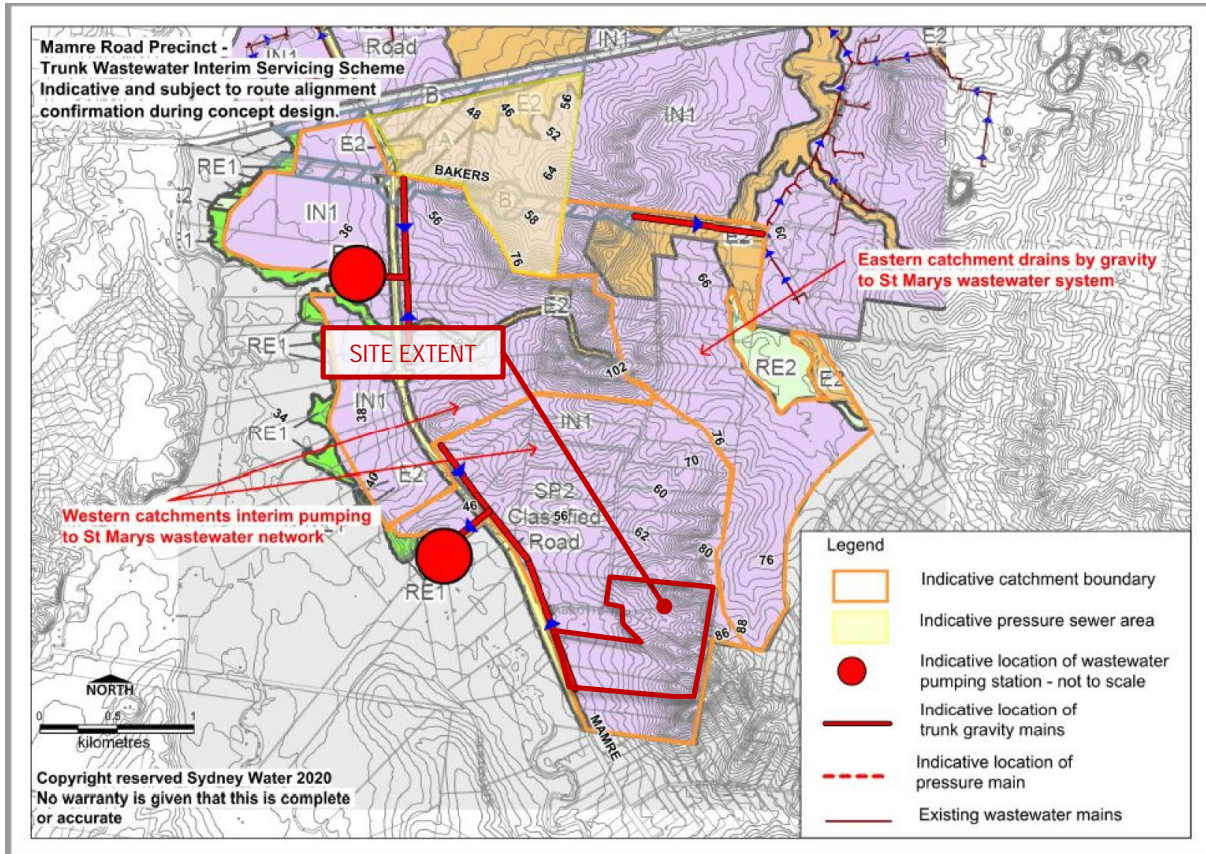 Mamre Road Precinct -
Trunk Wastewater Interim Servicing Scheme
Indicative and subject to route alignment
confirmation during concept design.
Road
IN1
IN1
E2
B
48
46
E2
56
52
A
IN1
E2
RE1
BAKERS
64
B
IN1
56
58
36
76
60
E2
66
Eastern catchment drains by gravity
to St Marys wastewater system
E2
RE1
SITE EXTENT
102
RE2
E2
38
IN1
34
RE1
IN1
76
70
E2
40
SP2
60
46
56
Classified
Road
62
Western catchments interim pumping
to St Marys wastewater network
80
76
RE1
86
88
MAMRE
NORTH
0
0.5
1
kilometres
Copyright reserved Sydney Water 2020
No warranty is given that this is complete
or accurate
Legend
Indicative catchment boundary
Indicative pressure sewer area
Indicative location of wastewater
pumping station - not to scale
Indicative location of
trunk gravity mains
Indicative location of
pressure main
Existing wastewater mains